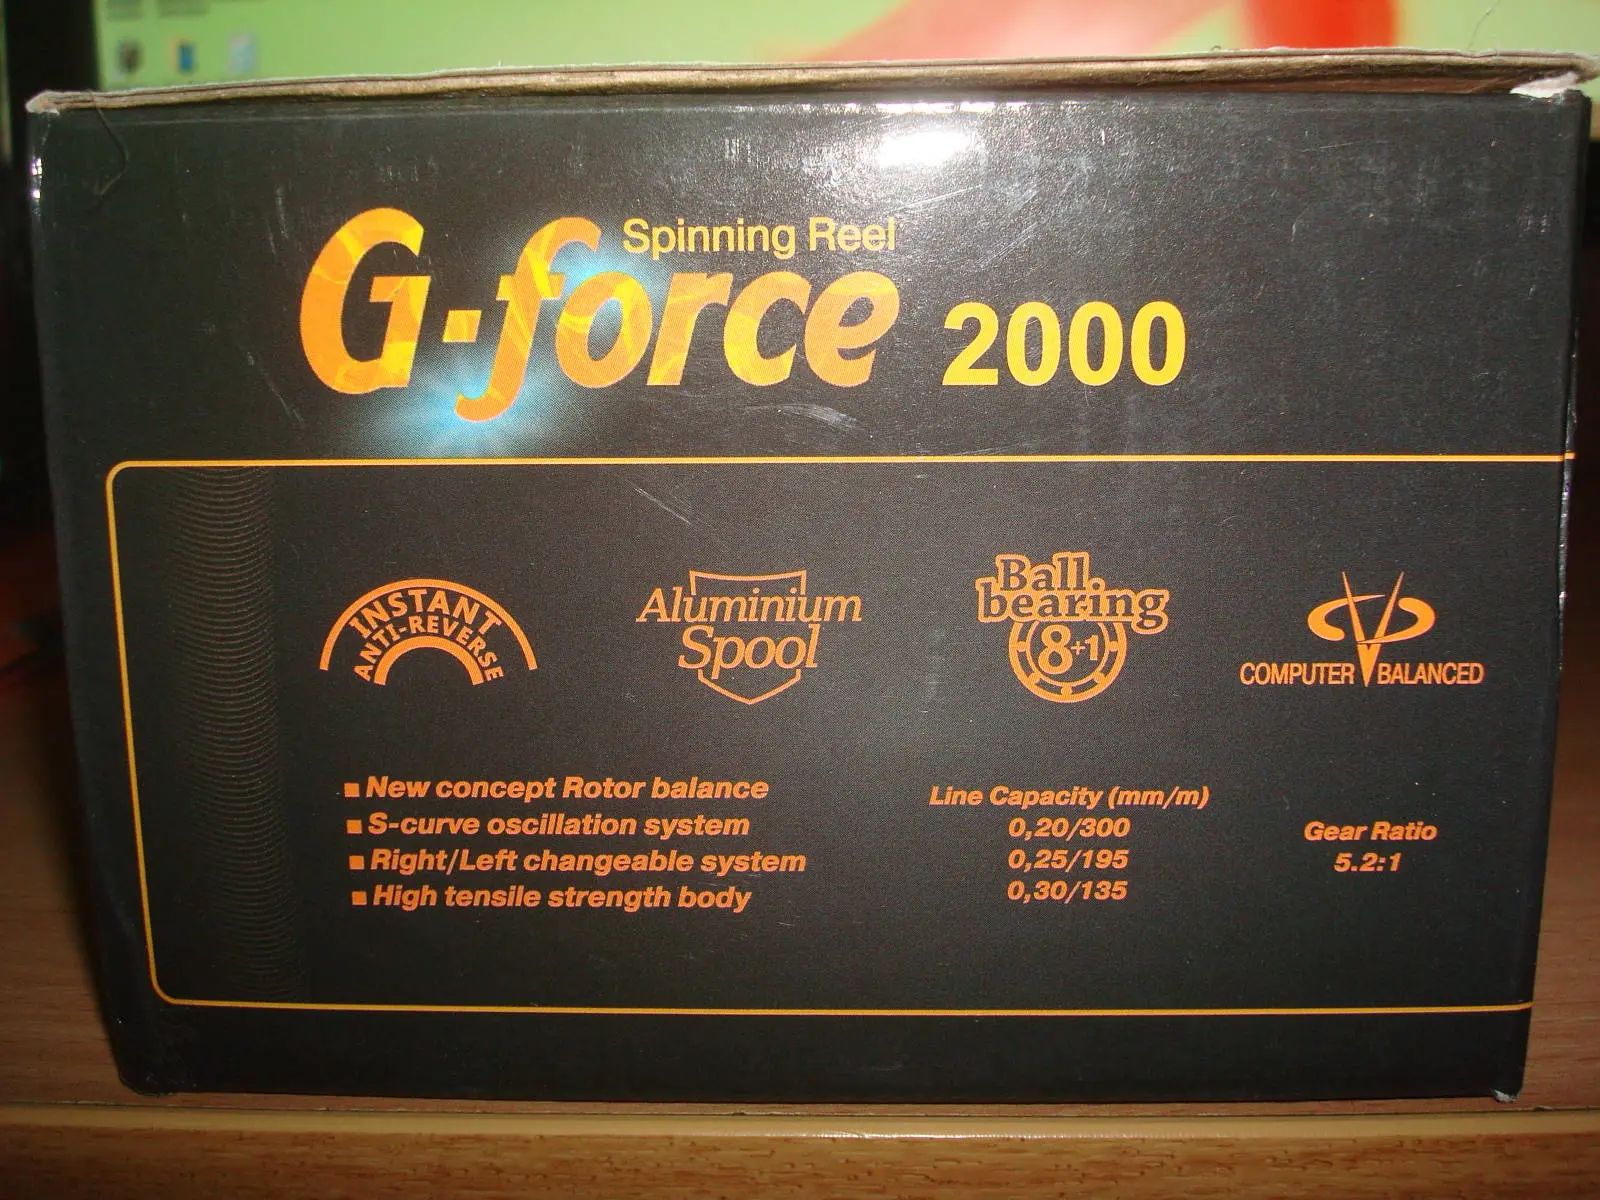 Spinning Reel
G-force 2000
INSTANT
ANTI-REVERSE
Aluminium
Spool
Ball
bearing
8+1
COMPUTER BALANCED
New concept Rotor balance
S-curve oscillation system
Right/Left changeable system
High tensile strength body
Line Capacity (mm/m)
0,20/300
0,25/195
0,30/135
Gear Ratio
5.2:1